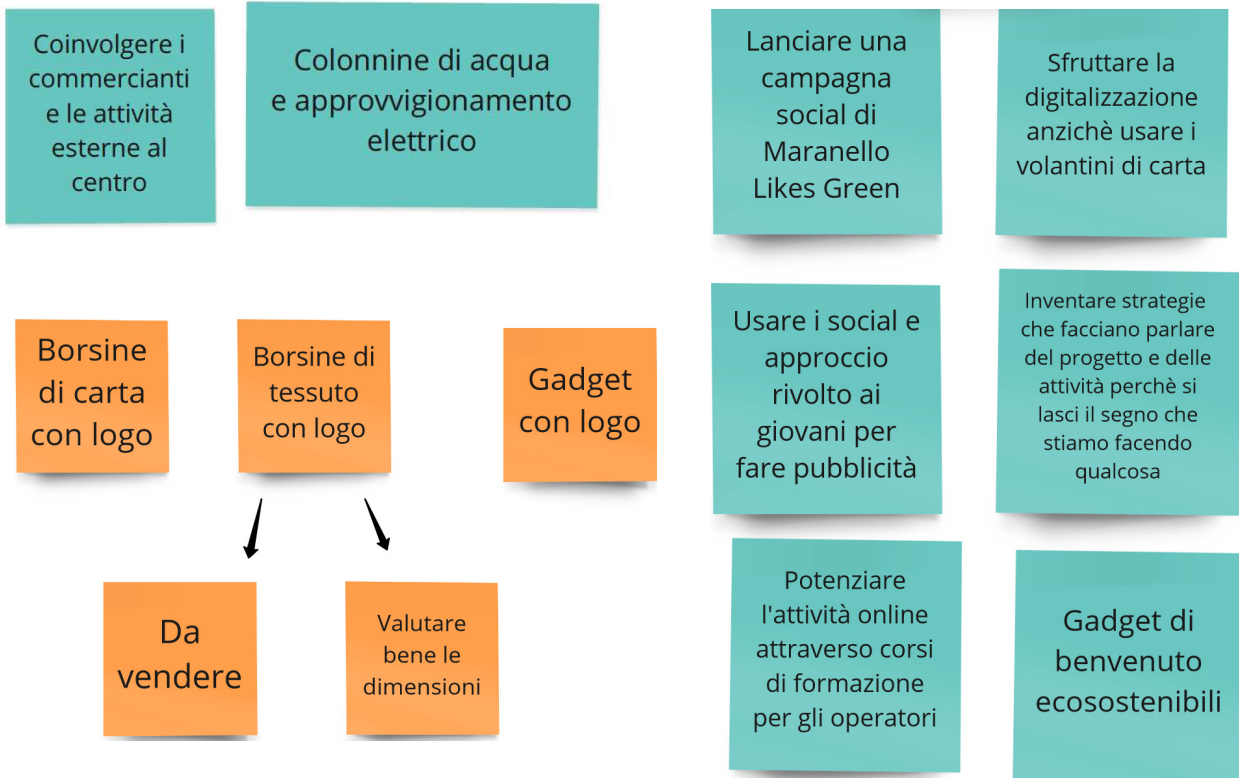 Coinvolgere i
commercianti
e le attività
esterne al
centro
Colonnine di acqua
e approvvigionamento
elettrico
Lanciare una
campagna
social di
Maranello
Likes Green
Sfruttare la
digitalizzazione
anzichè usare i
volantini di carta
Borsine
di carta
con logo
Borsine di
tessuto
con logo
Gadget
con logo
Usare i social e
approccio
rivolto ai
giovani per
fare pubblicità
Inventare strategie
che facciano parlare
del progetto e delle
attività perchè si
lasci il segno che
stiamo facendo
qualcosa
Da
vendere
Valutare
bene le
dimensioni
Potenziare
l'attività online
attraverso corsi
di formazione
per gli operatori
Gadget di
benvenuto
ecosostenibili